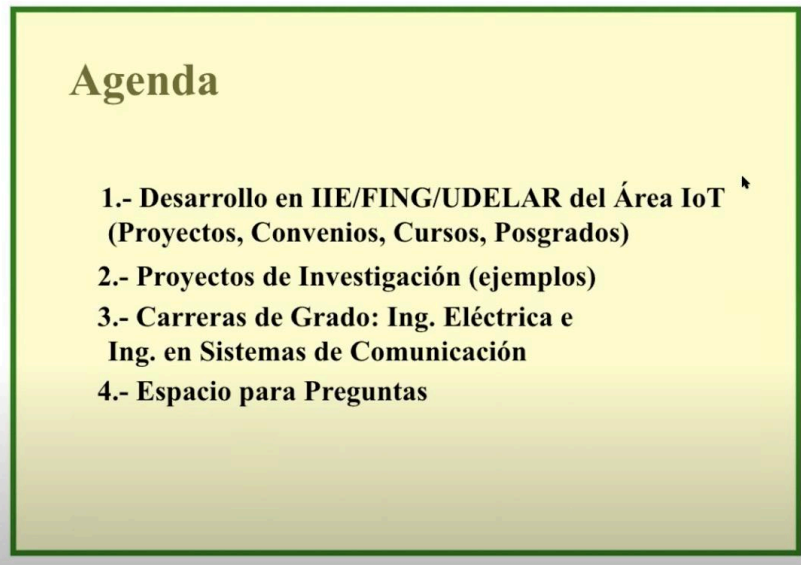 Agenda
1.- Desarrollo en IIE/FING/UDELAR del Área IoT
(Proyectos, Convenios, Cursos, Posgrados)
2.- Proyectos de Investigación (ejemplos)
3.- Carreras de Grado: Ing. Eléctrica e
Ing. en Sistemas de Comunicación
4.- Espacio para Preguntas